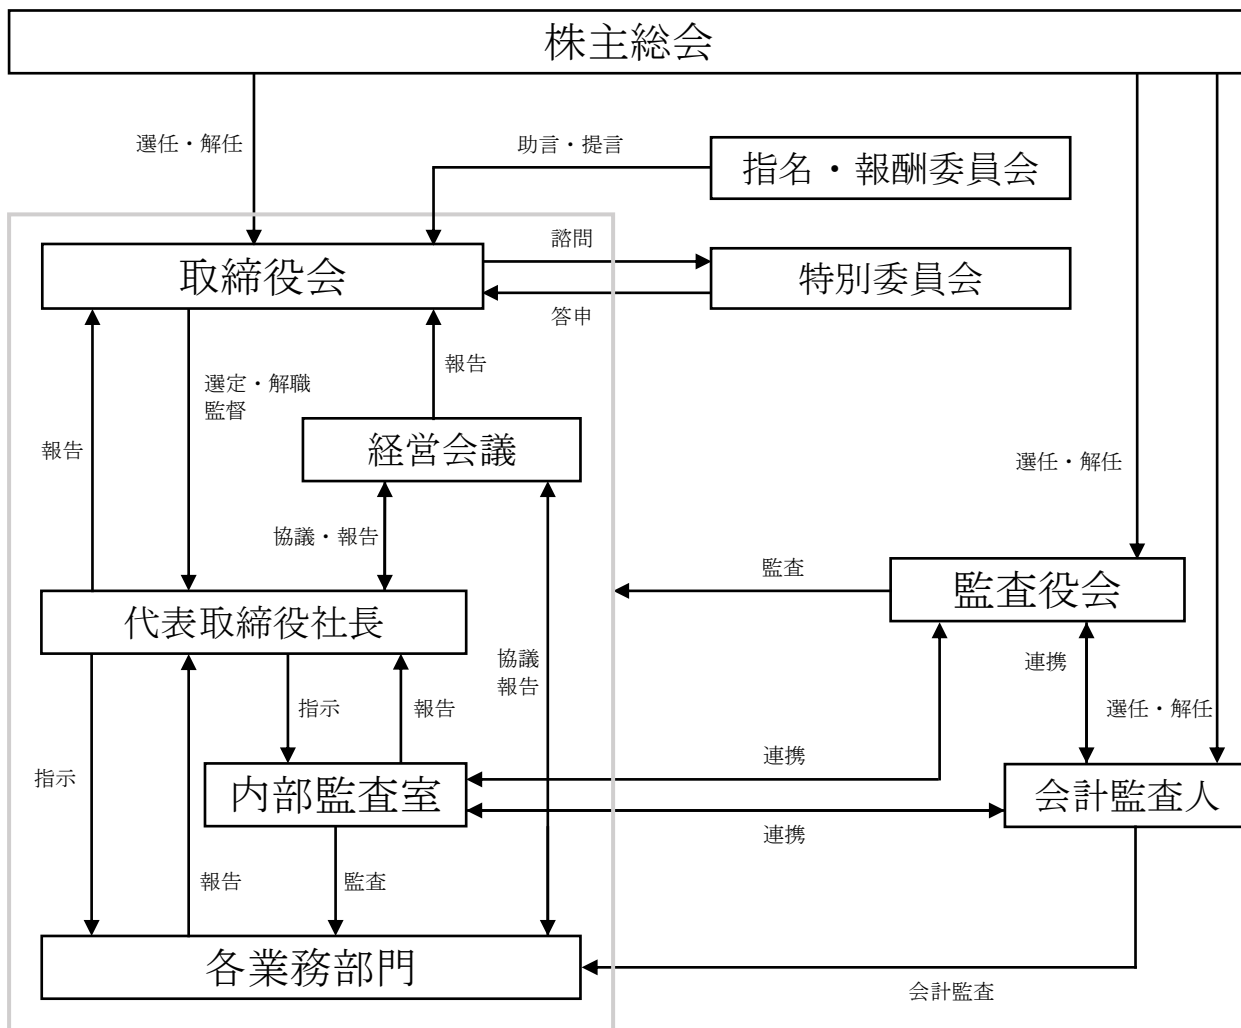 株主総会
選任・解任
助言・提言
指名・報酬委員会
諮問
取締役会
特別委員会
答申
報告
選定・解職
監督
報告
経営会議
選任・解任
協議・報告
監査
監査役会
代表取締役社長
協議
報告
連携
指示
報告
選任・解任
指示
連携
内部監査室
会計監査人
連携
報告
監査
各業務部門
会計監査